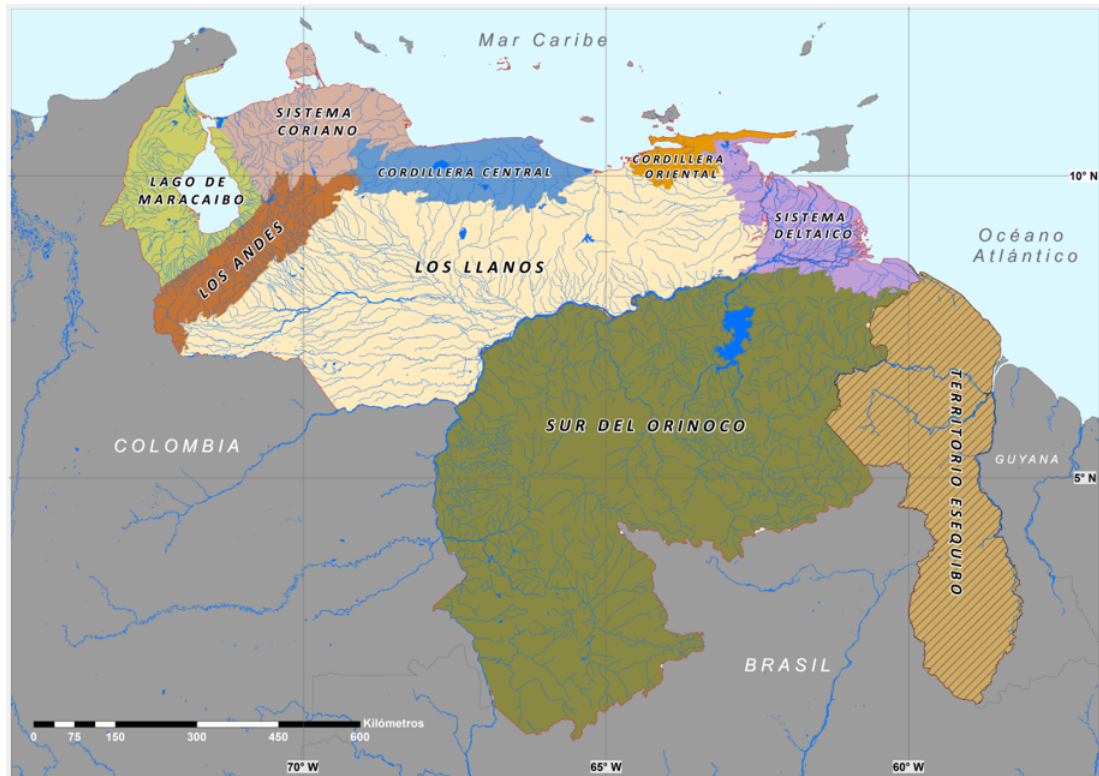 Mar Caribe
SISTEMA
CORIANO
CORDILLERA
ORIENTAL
CORDILLERA CENTRAL
10° N
LAGO DE
MARACAIBO
SISTEMA
DELTAICO
Océano
Atlántico
LOS ANDES
LOS LLANOS
TERRITORIO ESEQUIBO
SUR DEL ORINOCO
COLOMBIA
GUYANA
5° N
BRASIL
Kilómetros
0 75 150 300 450 600
70° W
65° W
60° W